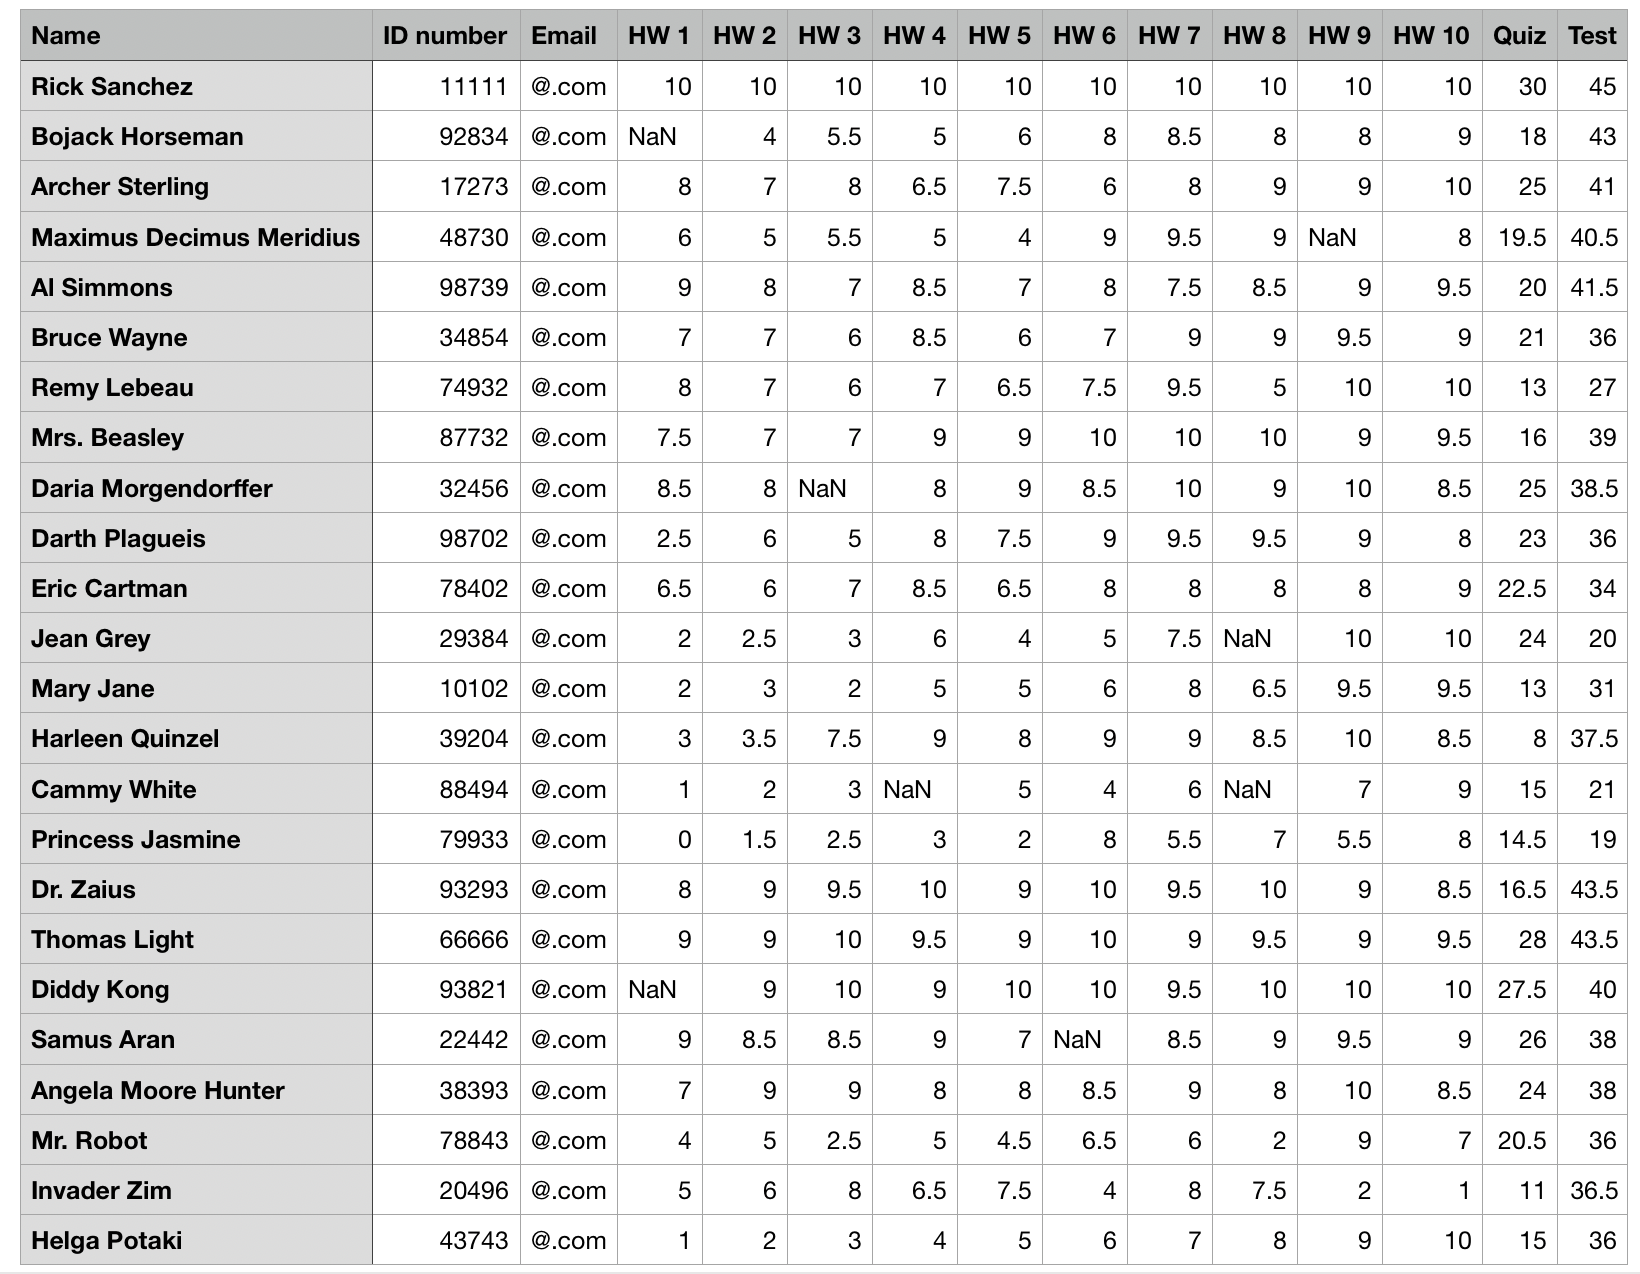 Name ID number Email HW 1 HW 2 HW 3 HW 4 HW 5 HW 6 HW 7 HW 8 HW 9 HW 10 Quiz Test
Rick Sanchez 11111 @.com 10 10 10 10 10 10 10 10 10 10 30 45
Bojack Horseman 92834 @.com NaN 4 5.5 5 6 8 8.5 8 8 9 18 43
Archer Sterling 17273 @.com 8 7 8 6.5 7.5 6 8 9 9 10 25 41
Maximus Decimus Meridius 48730 @.com 6 5 5.5 5 4 9 9.5 9 NaN 8 19.5 40.5
Al Simmons 98739 @.com 9 8 7 8.5 7 8 7.5 8.5 9 9.5 20 41.5
Bruce Wayne 34854 @.com 7 7 6 8.5 6 7 9 9 9.5 9 21 36
Remy Lebeau 74932 @.com 8 7 6 7 6.5 7.5 9.5 5 10 10 13 27
Mrs. Beasley 87732 @.com 7.5 7 7 9 9 10 10 10 9 9.5 16 39
Daria Morgendorffer 32456 @.com 8.5 8 NaN 8 9 8.5 10 9 10 8.5 25 38.5
Darth Plagueis 98702 @.com 2.5 6 5 8 7.5 9 9.5 9.5 9 8 23 36
Eric Cartman 78402 @.com 6.5 6 7 8.5 6.5 8 8 8 8 9 22.5 34
Jean Grey 29384 @.com 2 2.5 3 6 4 5 7.5 NaN 10 10 24 20
Mary Jane 10102 @.com 2 3 2 5 5 6 8 6.5 9.5 9.5 13 31
Harleen Quinzel 39204 @.com 3 3.5 7.5 9 8 9 9 8.5 10 8.5 8 37.5
Cammy White 88494 @.com 1 2 3 NaN 5 4 6 NaN 7 9 15 21
Princess Jasmine 79933 @.com 0 1.5 2.5 3 2 8 5.5 7 5.5 8 14.5 19
Dr. Zaius 93293 @.com 8 9 9.5 10 9 10 9.5 10 9 8.5 16.5 43.5
Thomas Light 66666 @.com 9 9 10 9.5 9 10 9 9.5 9 9.5 28 43.5
Diddy Kong 93821 @.com NaN 9 10 9 10 10 9.5 10 10 10 27.5 40
Samus Aran 22442 @.com 9 8.5 8.5 9 7 NaN 8.5 9 9.5 9 26 38
Angela Moore Hunter 38393 @.com 7 9 9 8 8 8.5 9 8 10 8.5 24 38
Mr. Robot 78843 @.com 4 5 2.5 5 4.5 6.5 6 2 9 7 20.5 36
Invader Zim 20496 @.com 5 6 8 6.5 7.5 4 8 7.5 2 1 11 36.5
Helga Potaki 43743 @.com 1 2 3 4 5 6 7 8 9 10 15 36